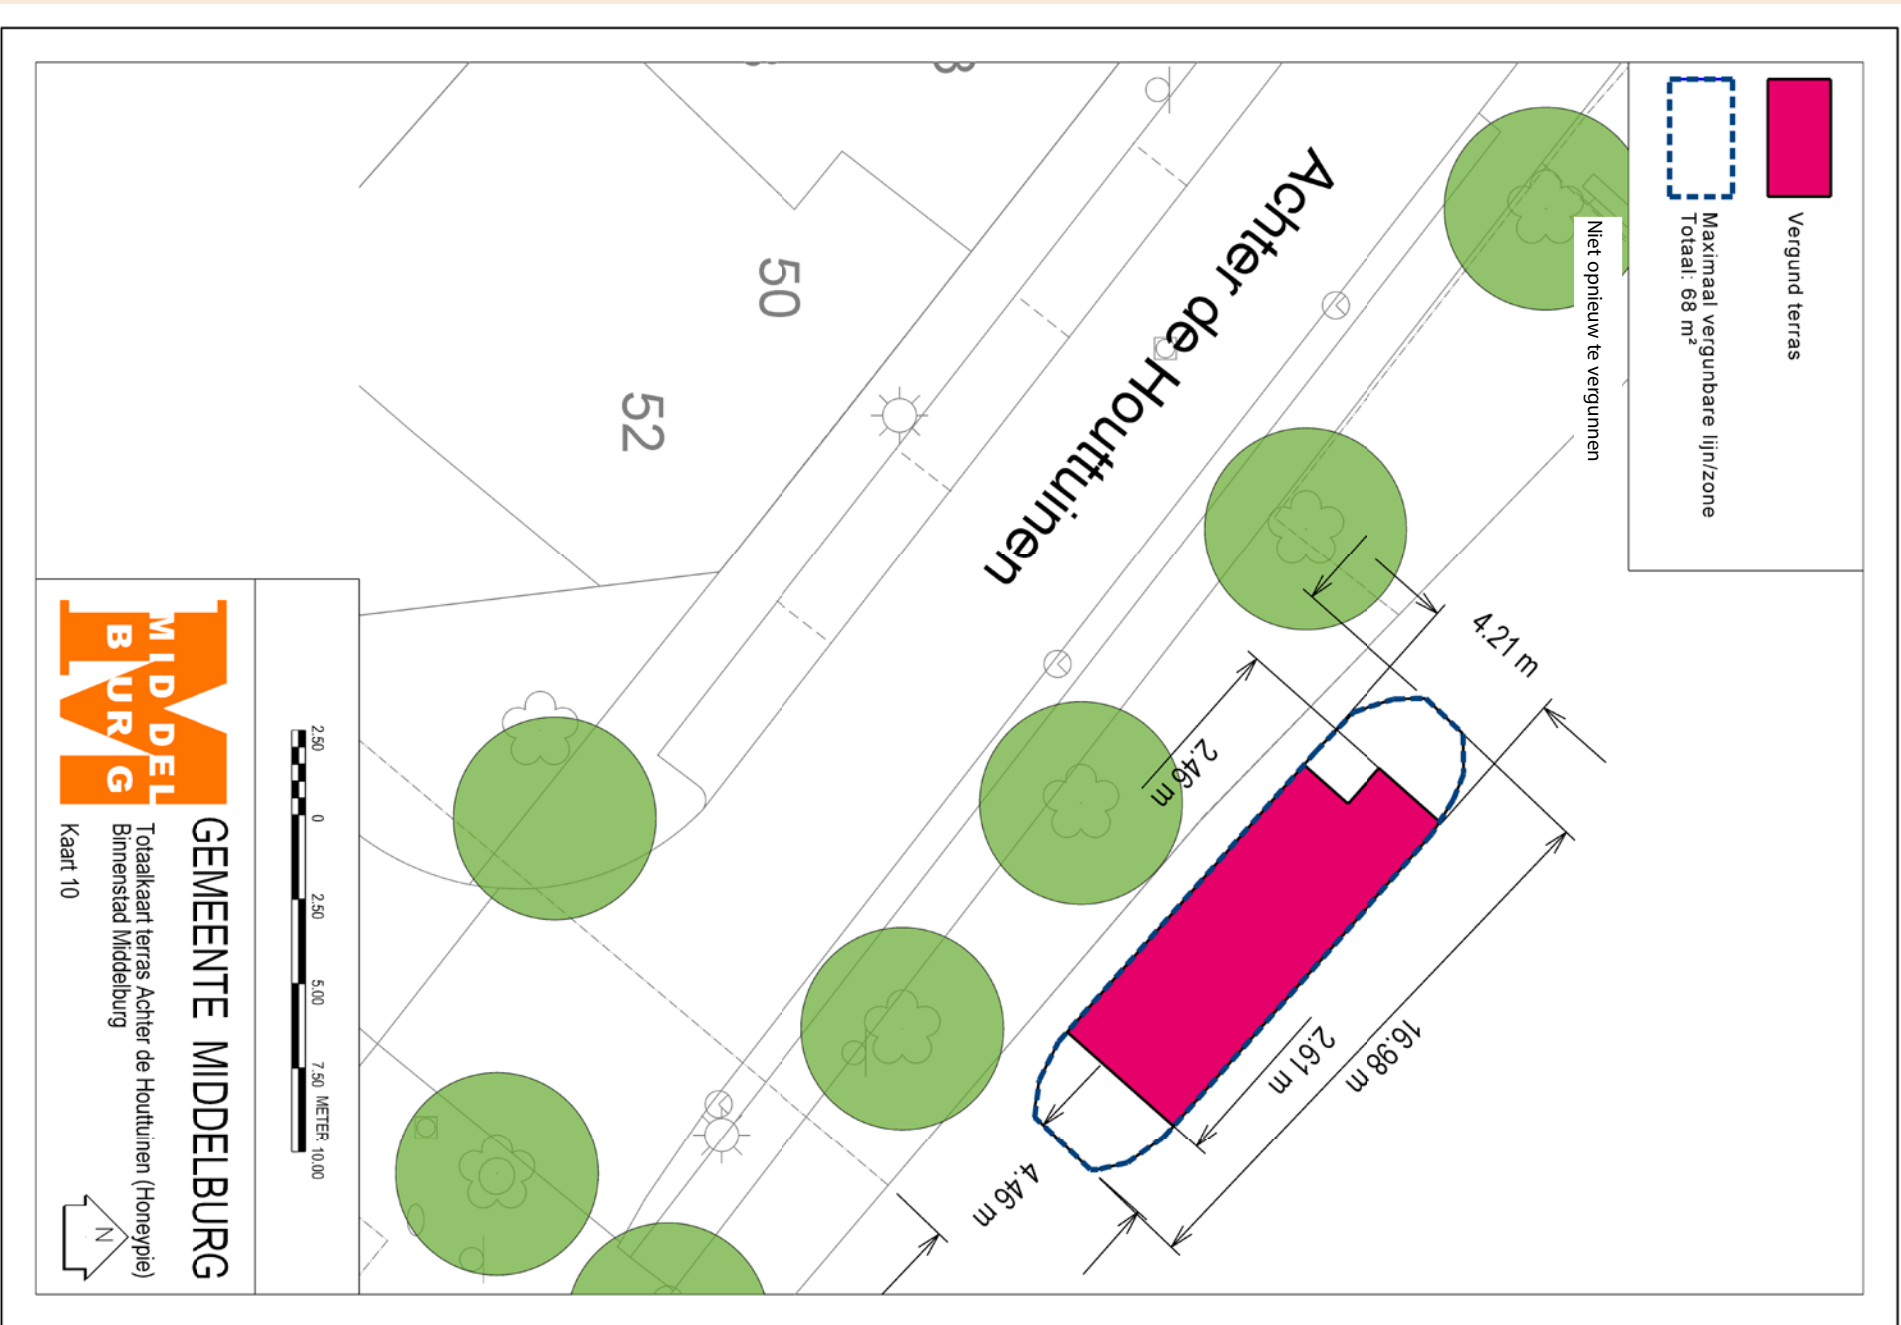 Vergund terras
Maximaal vergunbare lijn/zone
Totaal: 68 m²
Niet opnieuw te vergunnen
Achter de Houttuinen
50
52
4.21 m
2.46 m
16.98 m
2.61 m
4.46 m
2.50 0 2.50 5.00 7.50 METER 10.00
MIDDEL
BURG
GEMEENTE MIDDELBURG
Totaalkaart terras Achter de Houttuinen (Honeypie)
Binnenstad Middelburg
Kaart 10
N